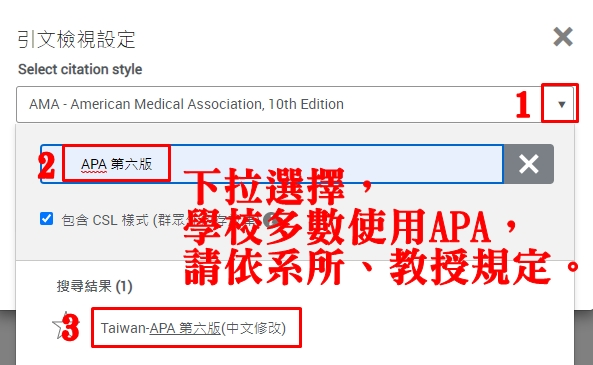 引文檢視設定
Select citation style
AMA - American Medical Association, 10th Edition
1
2
APA 第六版
下拉選擇，
包含 CSL 樣式 (群眾
學校多數使用APA，
請依系所、教授規定。
搜尋結果 (1)
3
Taiwan-APA 第六版(中文修改)